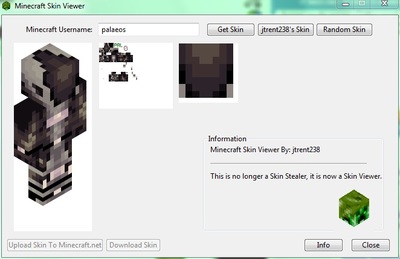 Minecraft Skin Viewer
Minecraft Username: palaeos Get Skin jtrent238's Skin Random Skin
Information
Minecraft Skin Viewer By: jtrent238
This is no longer a Skin Stealer, it is now a Skin Viewer.
Upload Skin To Minecraft.net Download Skin Info Close